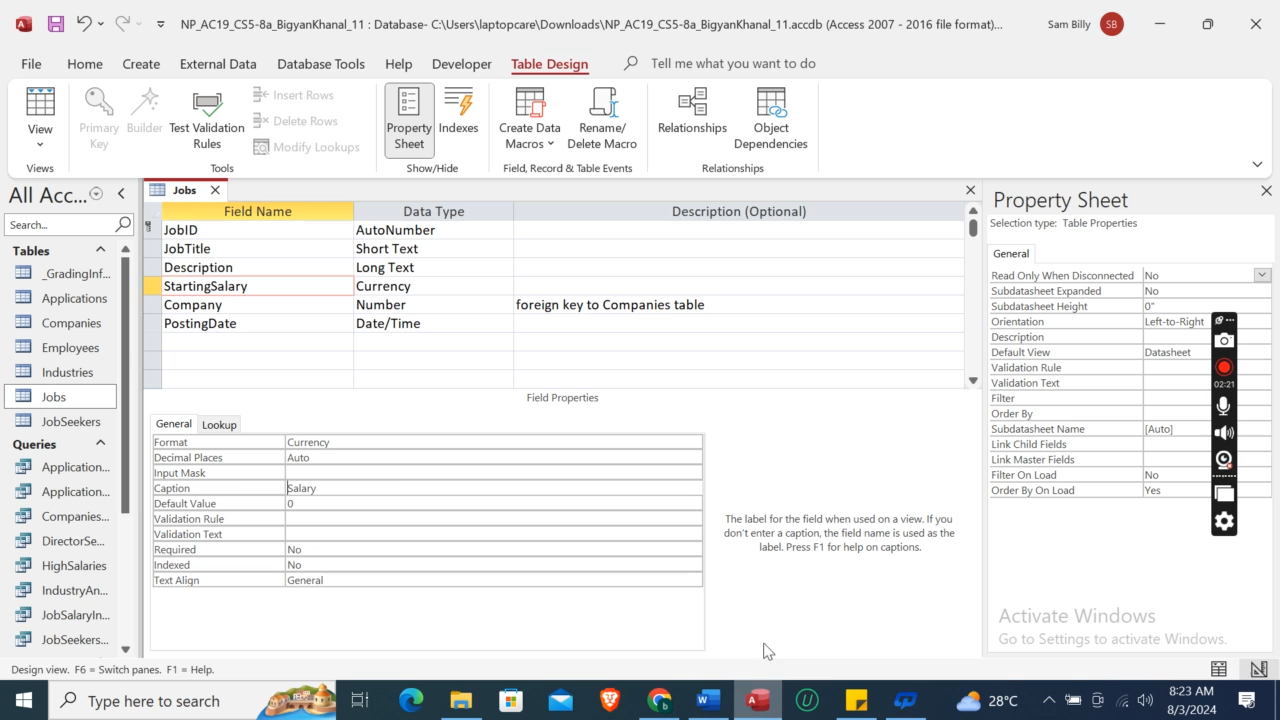 NP_AC19_CS5-8a_BigyanKhanal_11 : Database- C:\Users\laptopcare\Downloads\NP_AC19_CS5-8a_BigyanKhanal_11.accdb (Access 2007 - 2016 file format)...
Sam Billy
SB
File
Home
Create
External Data
Database Tools
Help
Developer
Table Design
Tell me what you want to do
View
Primary Key
Builder
Test Validation Rules
Insert Rows
Delete Rows
Modify Lookups
Property Sheet
Indexes
Create Data Macros
Rename/ Delete Macro
Relationships
Object Dependencies
Views
Tools
Show/Hide
Field, Record & Table Events
Relationships
All Acc...
Search...
Tables
_GradingInf...
Applications
Companies
Employees
Industries
Jobs
JobSeekers
Queries
Application...
Application...
Companies...
DirectorSe...
HighSalaries
IndustryAn...
JobSalaryIn...
JobSeekers...
Jobs
Field Name Data Type Description (Optional)
JobID AutoNumber
JobTitle Short Text
Description Long Text
StartingSalary Currency
Company Number foreign key to Companies table
PostingDate Date/Time
Field Properties
General Lookup
Format Currency
Decimal Places Auto
Input Mask
Caption Salary
Default Value 0
Validation Rule
Validation Text
Required No
Indexed No
Text Align General
The label for the field when used on a view. If you
don't enter a caption, the field name is used as the
label. Press F1 for help on captions.
Property Sheet
Selection type: Table Properties
General
Read Only When Disconnected No
Subdatasheet Expanded No
Subdatasheet Height 0"
Orientation Left-to-Right
Description
Default View Datasheet
Validation Rule
Validation Text
Filter
Order By
Subdatasheet Name [Auto]
Link Child Fields
Link Master Fields
Filter On Load No
Order By On Load Yes
02:21
Activate Windows
Go to Settings to activate Windows.
Design view. F6 = Switch panes. F1 = Help.
Type here to search
28°C
8:23 AM
8/3/2024